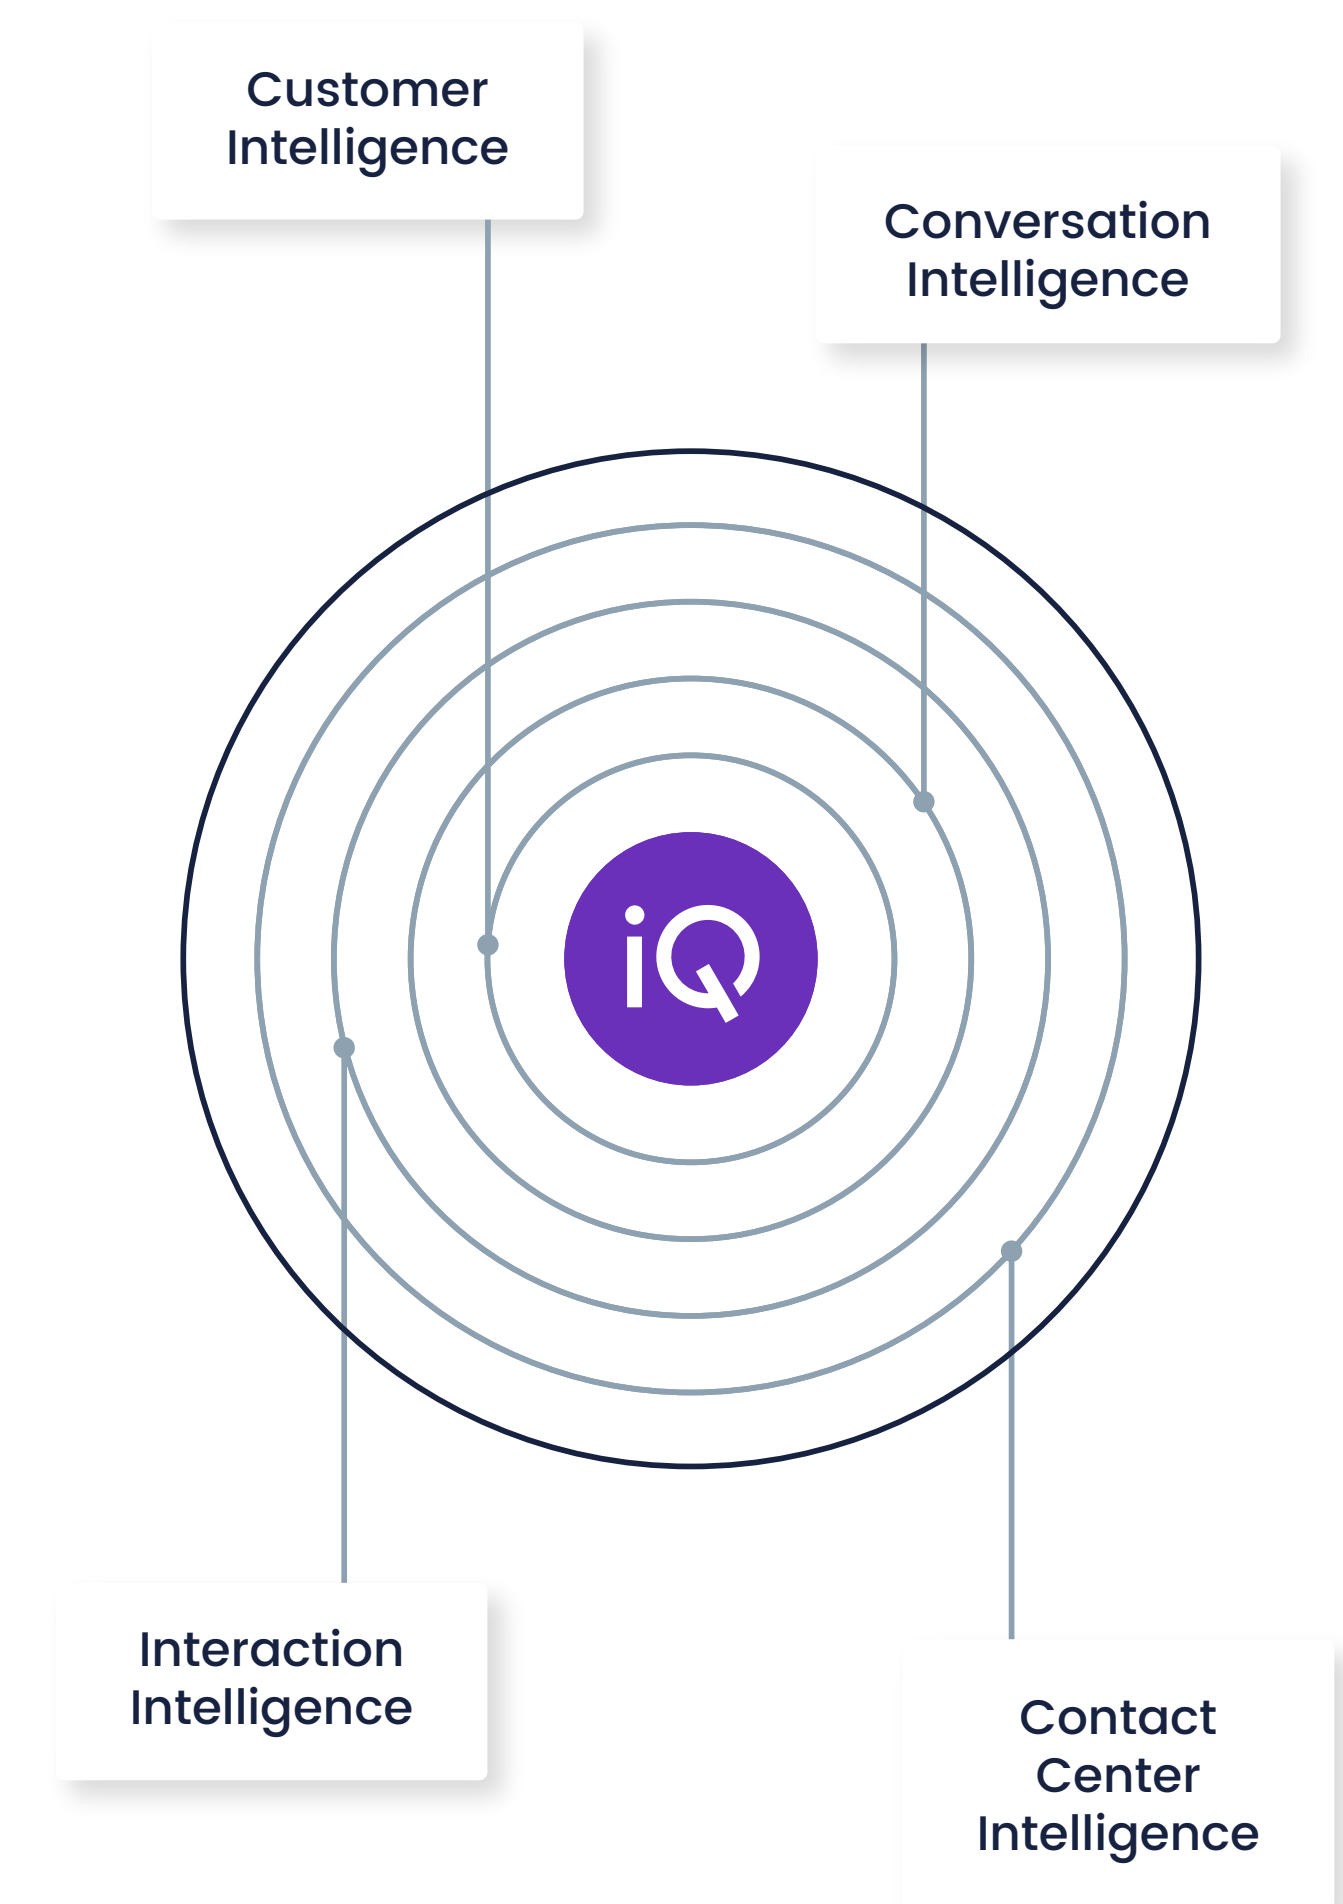 Customer
Intelligence
Conversation
Intelligence
iQ
Interaction
Intelligence
Contact
Center
Intelligence